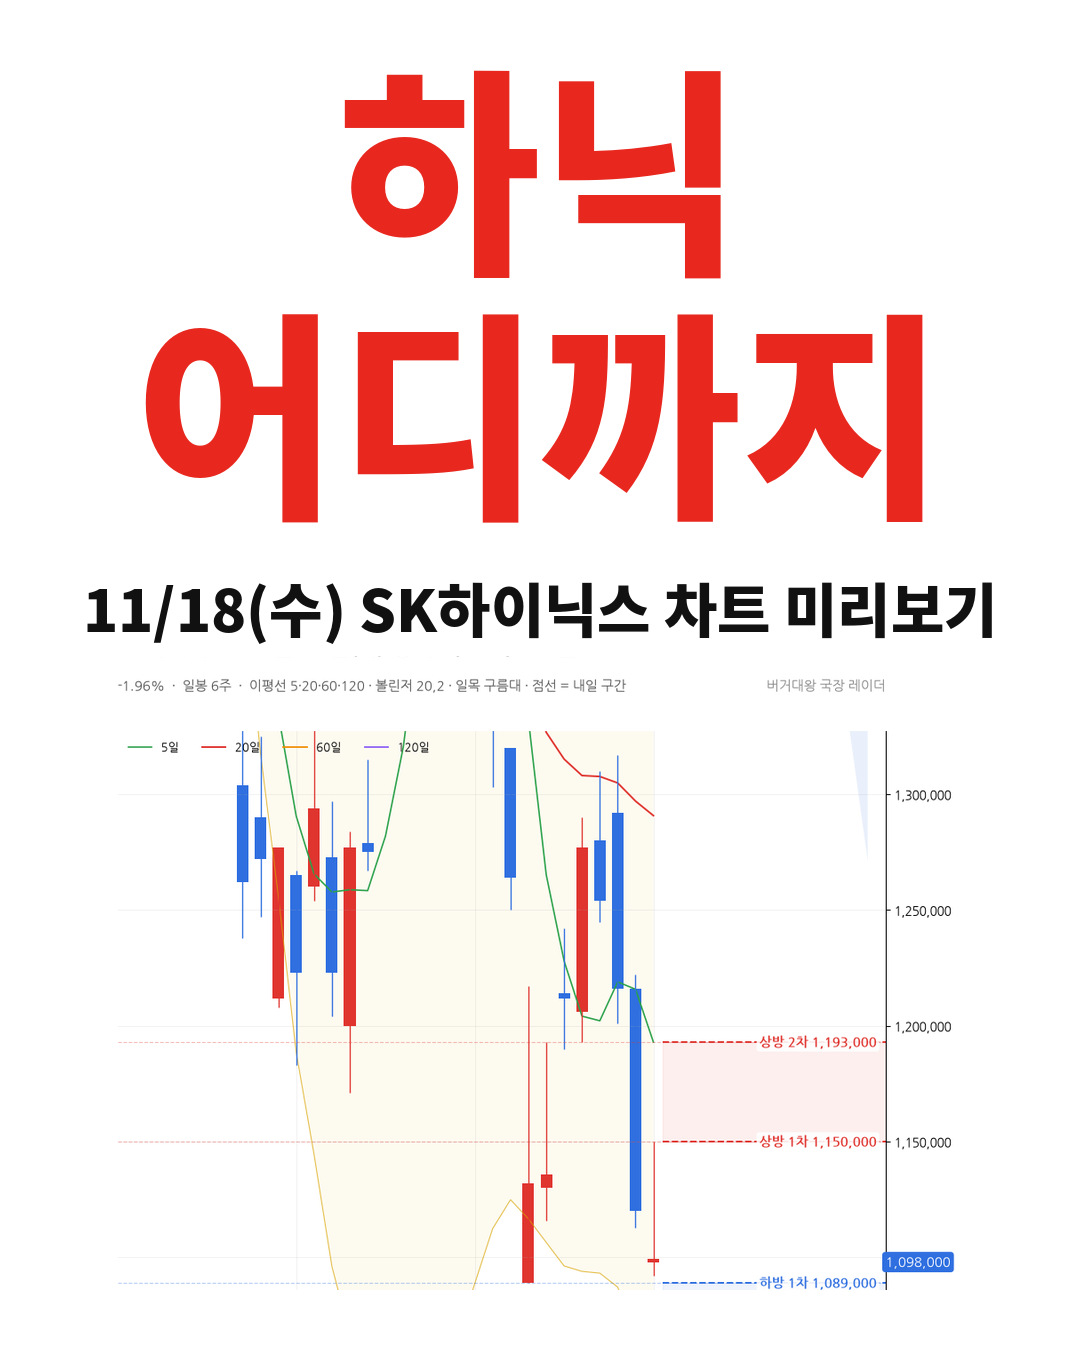 하닉
어디까지
11/18(수) SK하이닉스 차트 미리보기
-1.96% · 일봉 6주 · 이평선 5·20·60·120 · 볼린저 20,2 · 일목 구름대 · 점선 = 내일 구간
버거대왕 국장 레이더
5일 20일 60일 120일
1,300,000
1,250,000
1,200,000
상방 2차 1,193,000
상방 1차 1,150,000
1,150,000
1,098,000
하방 1차 1,089,000